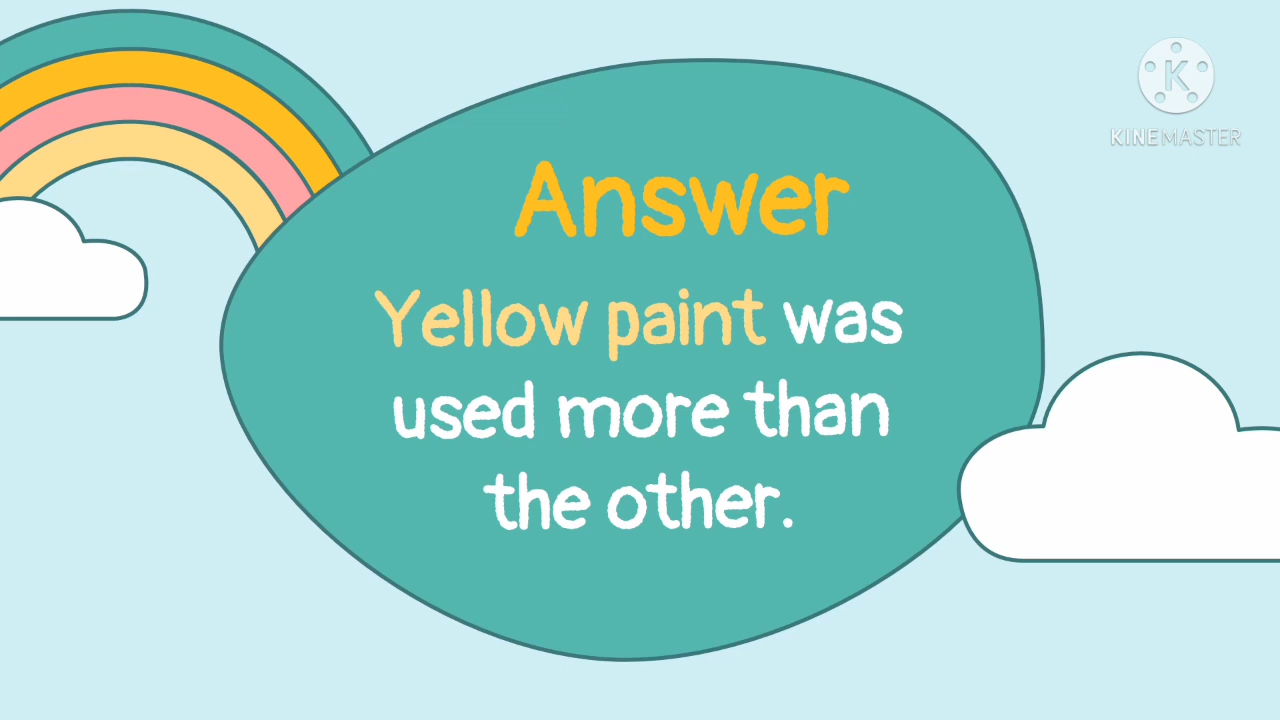 K
KINEMASTER
Answer
Yellow paint was
used more than
the other.